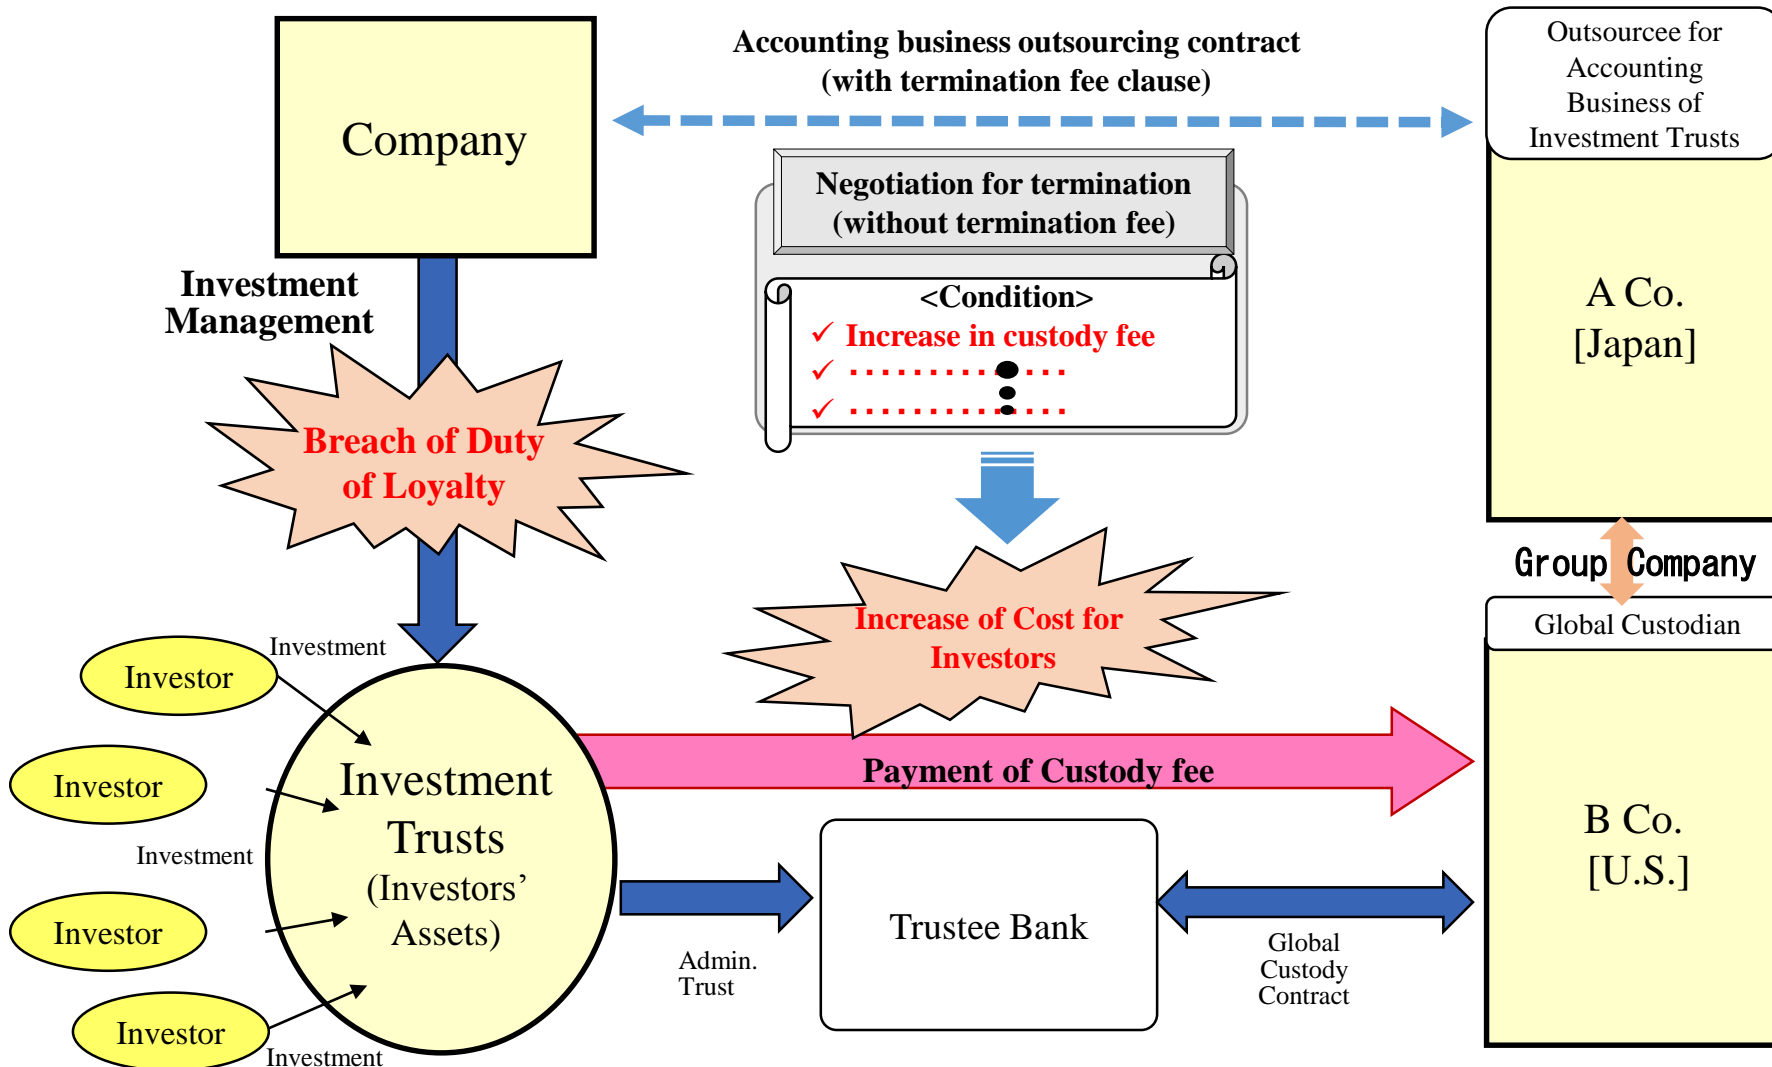 Accounting business outsourcing contract
(with termination fee clause)
Company
Outsourcee for
Accounting
Business of
Investment Trusts
A Co.
[Japan]
Negotiation for termination
(without termination fee)
<Condition>
✓ Increase in custody fee
✓ ..............
✓ ..............
Investment
Management
Breach of Duty
of Loyalty
Increase of Cost for
Investors
Group Company
Global Custodian
B Co.
[U.S.]
Investor
Investment
Investor
Investment
Investor
Investor
Investment
Investment
Trusts
(Investors’
Assets)
Payment of Custody fee
Admin.
Trust
Trustee Bank
Global
Custody
Contract